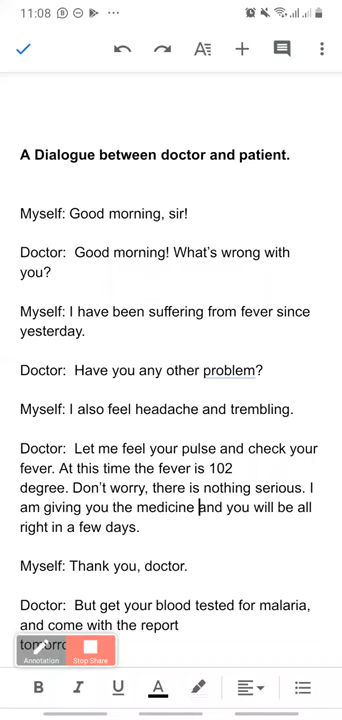 11:08
A Dialogue between doctor and patient.
Myself: Good morning, sir!
Doctor:  Good morning! What's wrong with
you?
Myself: I have been suffering from fever since
yesterday.
Doctor:  Have you any other problem?
Myself: I also feel headache and trembling.
Doctor:  Let me feel your pulse and check your
fever. At this time the fever is 102
degree. Don't worry, there is nothing serious. I
am giving you the medicine and you will be all
right in a few days.
Myself: Thank you, doctor.
Doctor:  But get your blood tested for malaria,
and come with the report
Annotation
Stop Share
B I U A